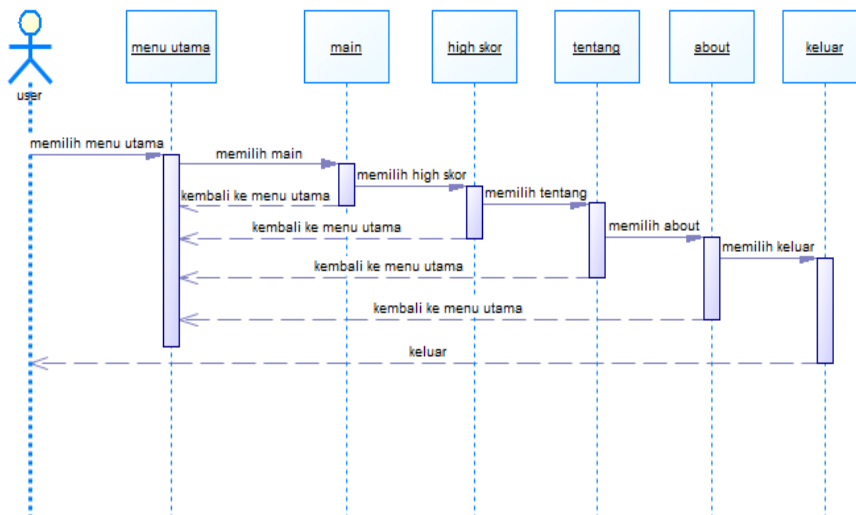 menu utama
main
high skor
tentang
about
keluar
user
memilih menu utama
memilih main
memilih high skor
kembali ke menu utama
memilih tentang
kembali ke menu utama
memilih about
memilih keluar
kembali ke menu utama
kembali ke menu utama
keluar